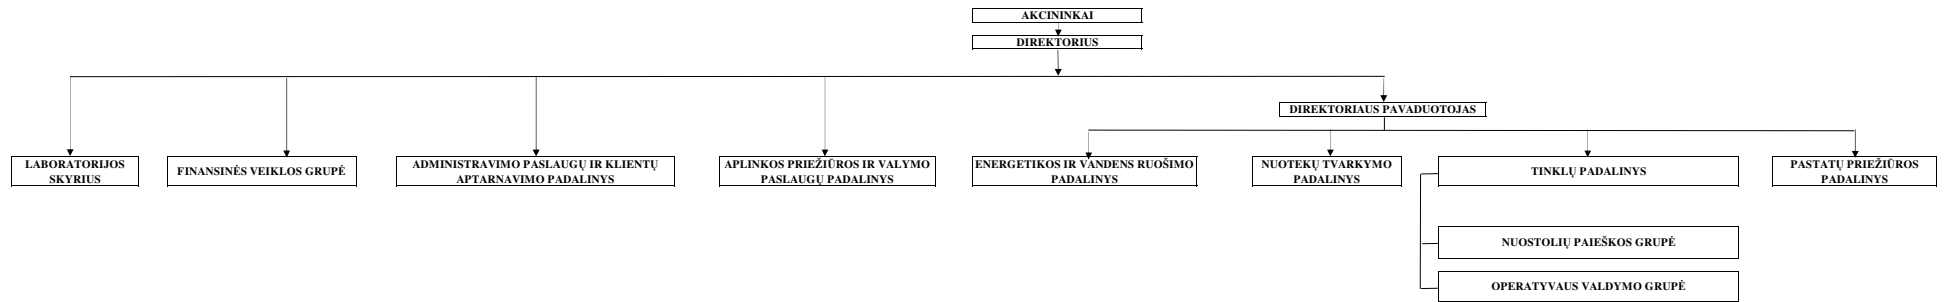 AKCININKAI
DIREKTORIUS
DIREKTORIAUS PAVADUOTOJAS
LABORATORIJOS
SKYRIUS
FINANSINĖS VEIKLOS GRUPĖ
ADMINISTRAVIMO PASLAUGŲ IR KLIENTŲ
APTARNAVIMO PADALINYS
APLINKOS PRIEŽIŪROS IR VALYMO
PASLAUGŲ PADALINYS
ENERGETIKOS IR VANDENS RUOŠIMO
PADALINYS
NUOTEKŲ TVARKYMO
PADALINYS
TINKLŲ PADALINYS
PASTATŲ PRIEŽIŪROS
PADALINYS
NUOSTOLIŲ PAIEŠKOS GRUPĖ
OPERATYVAUS VALDYMO GRUPĖ